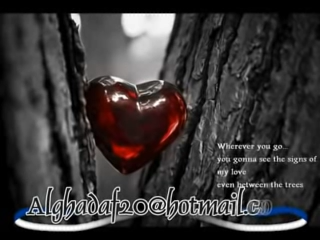 Wherever you go...
you gonna see the signs of
my love
even between the trees
Alghadaf20@hotmail.co